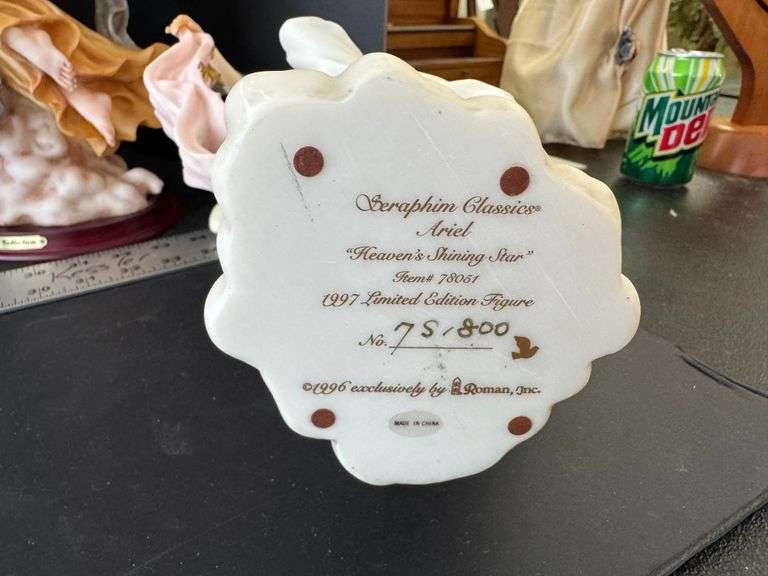 Seraphim Classics®
Ariel
"Heaven's Shining Star"
Item# 78051
1997 Limited Edition Figure
No. 75,800
©1996 exclusively by Roman, Inc.
MADE IN CHINA
MOUNTAIN
DEW